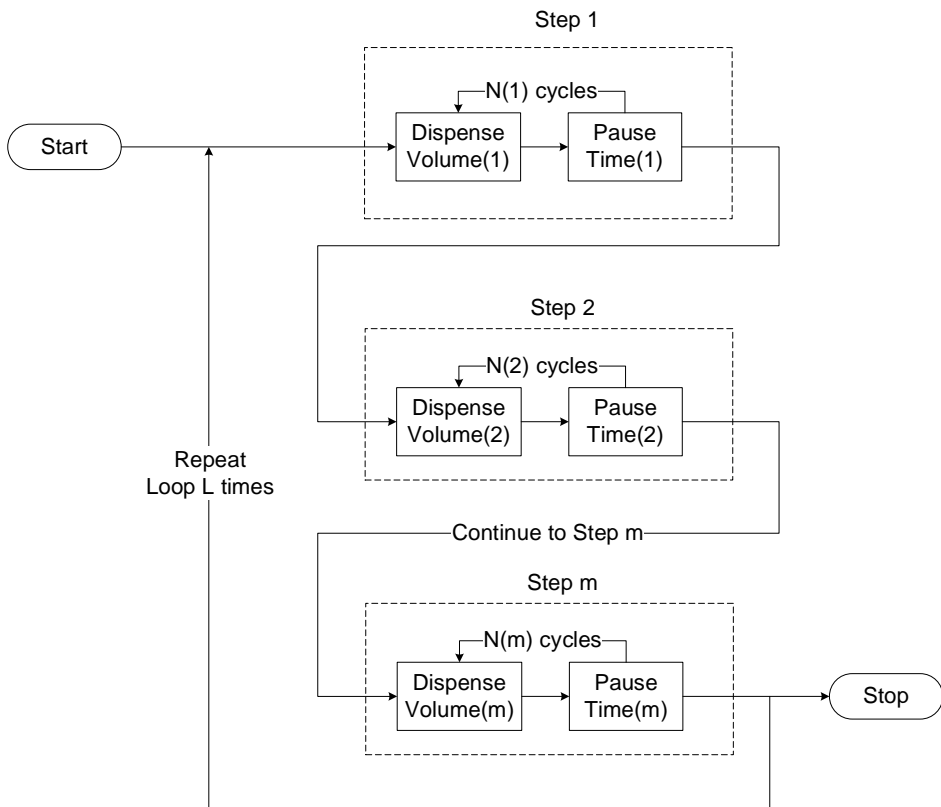 Step 1
N(1) cycles
Start
Dispense
Volume(1)
Pause
Time(1)
Step 2
N(2) cycles
Dispense
Volume(2)
Pause
Time(2)
Repeat
Loop L times
Continue to Step m
Step m
N(m) cycles
Dispense
Volume(m)
Pause
Time(m)
Stop